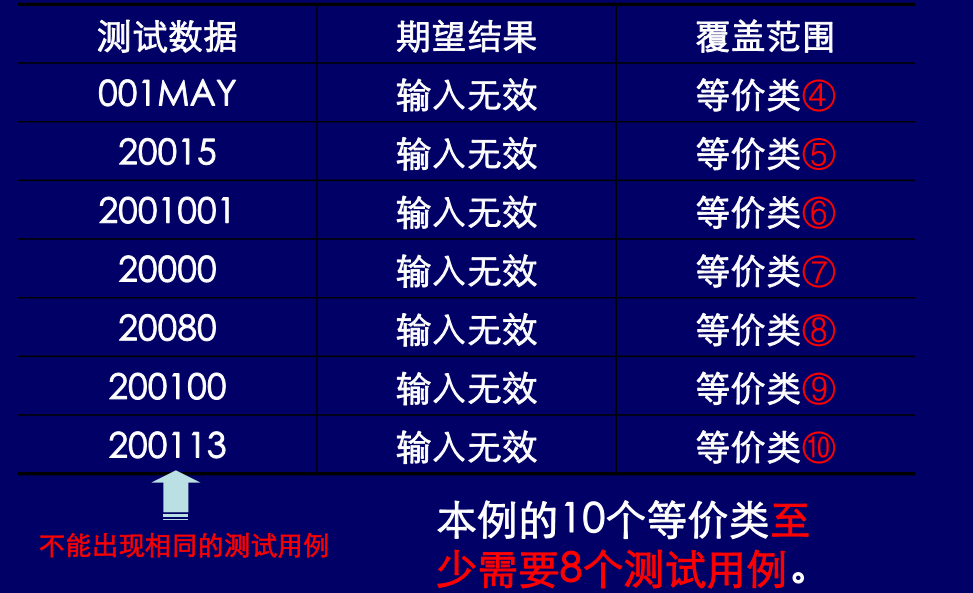 测试数据 期望结果 覆盖范围
001MAY 输入无效 等价类④
20015 输入无效 等价类⑤
2001001 输入无效 等价类⑥
20000 输入无效 等价类⑦
20080 输入无效 等价类⑧
200100 输入无效 等价类⑨
200113 输入无效 等价类⑩
不能出现相同的测试用例
本例的10个等价类至
少需要8个测试用例。